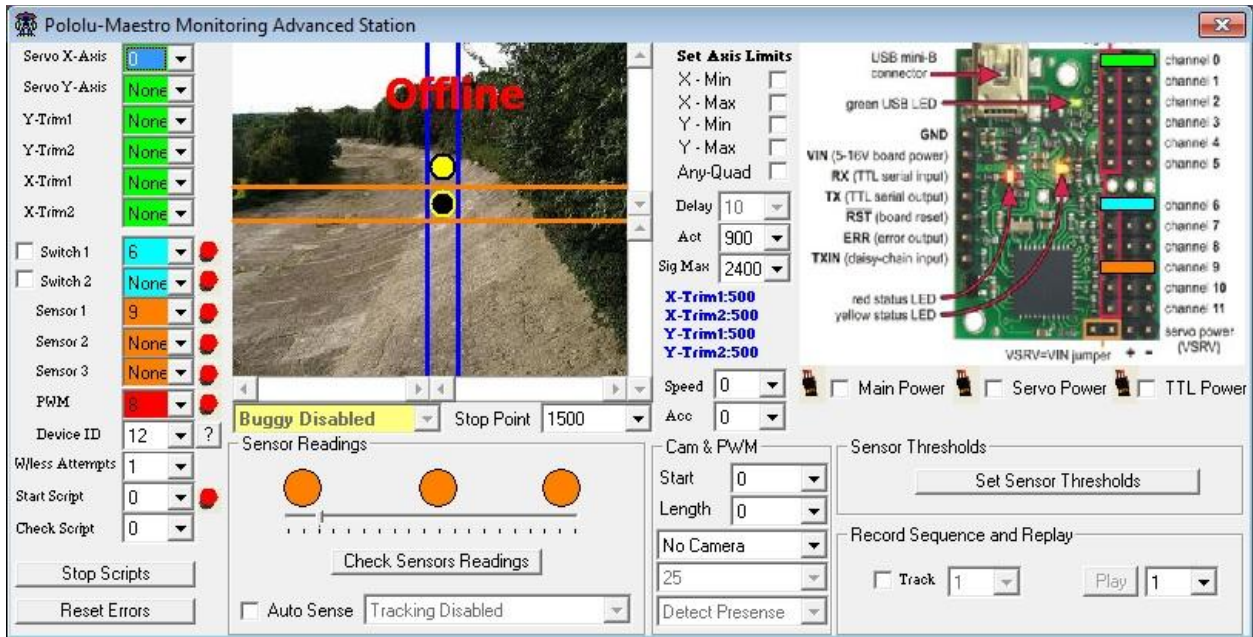 Pololu-Maestro Monitoring Advanced Station
Servo X-Axis 0
Servo Y-Axis None
Y-Trim1 None
Y-Trim2 None
X-Trim1 None
X-Trim2 None
Switch 1 6
Switch 2 None
Sensor 1 9
Sensor 2 None
Sensor 3 None
PWM 8
Device ID 12 ?
W/less Attempts 1
Start Script 0
Check Script 0
Stop Scripts
Reset Errors
Offline
Buggy Disabled
Stop Point 1500
Sensor Readings
Check Sensors Readings
Auto Sense Tracking Disabled
Set Axis Limits
X - Min
X - Max
Y - Min
Y - Max
Any-Quad
Delay 10
Act 900
Sig Max 2400
X-Trim1:500
X-Trim2:500
Y-Trim1:500
Y-Trim2:500
Speed 0
Acc 0
Cam & PWM
Start 0
Length 0
No Camera
25
Detect Presense
USB mini-B
connector
green USB LED
GND
VIN (5-16V board power)
RX (TTL serial input)
TX (TTL serial output)
RST (board reset)
ERR (error output)
TXIN (daisy-chain input)
red status LED
yellow status LED
VSRV=VIN jumper
+ -
channel 0
channel 1
channel 2
channel 3
channel 4
channel 5
channel 6
channel 7
channel 8
channel 9
channel 10
channel 11
servo power
(VSRV)
Main Power
Servo Power
TTL Power
Sensor Thresholds
Set Sensor Thresholds
Record Sequence and Replay
Track 1
Play 1